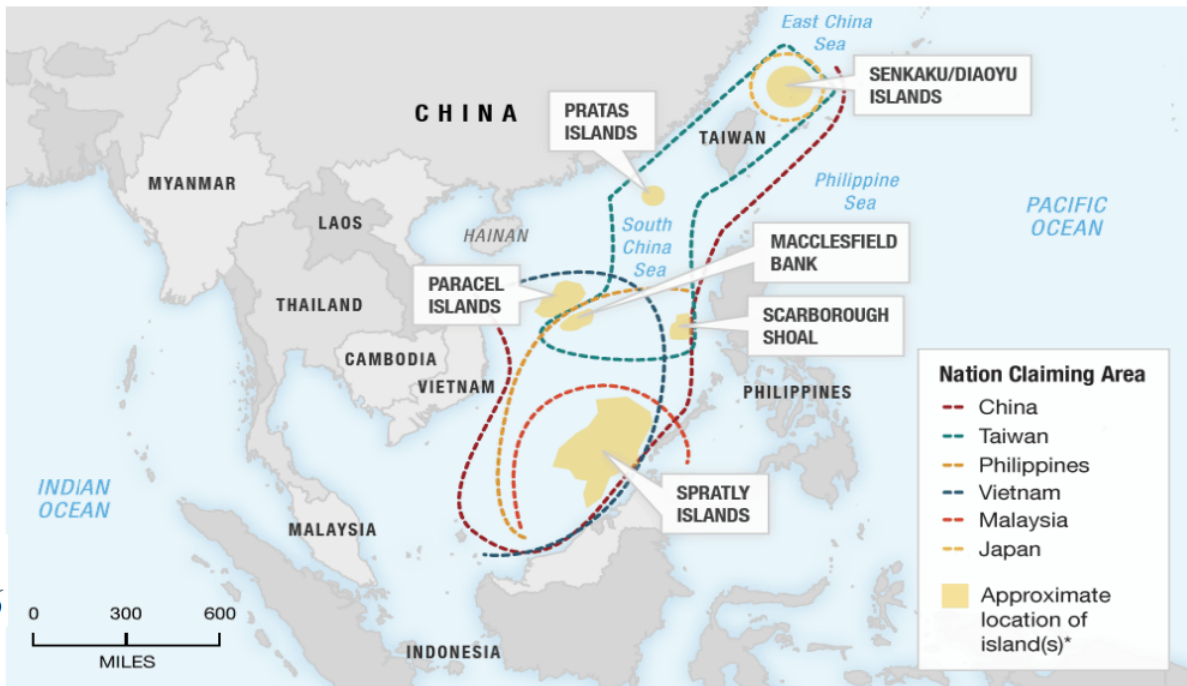 East China
Sea
SENKAKU/DIAOYU
ISLANDS
CHINA
PRATAS
ISLANDS
TAIWAN
MYANMAR
Philippine
Sea
LAOS
PACIFIC
OCEAN
HAINAN
South
China
Sea
MACCLESFIELD
BANK
PARACEL
ISLANDS
THAILAND
SCARBOROUGH
SHOAL
CAMBODIA
VIETNAM
PHILIPPINES
Nation Claiming Area
China
Taiwan
Philippines
Vietnam
Malaysia
Japan
Approximate
location of
island(s)*
INDIAN
OCEAN
SPRATLY
ISLANDS
MALAYSIA
0 300 600
MILES
INDONESIA